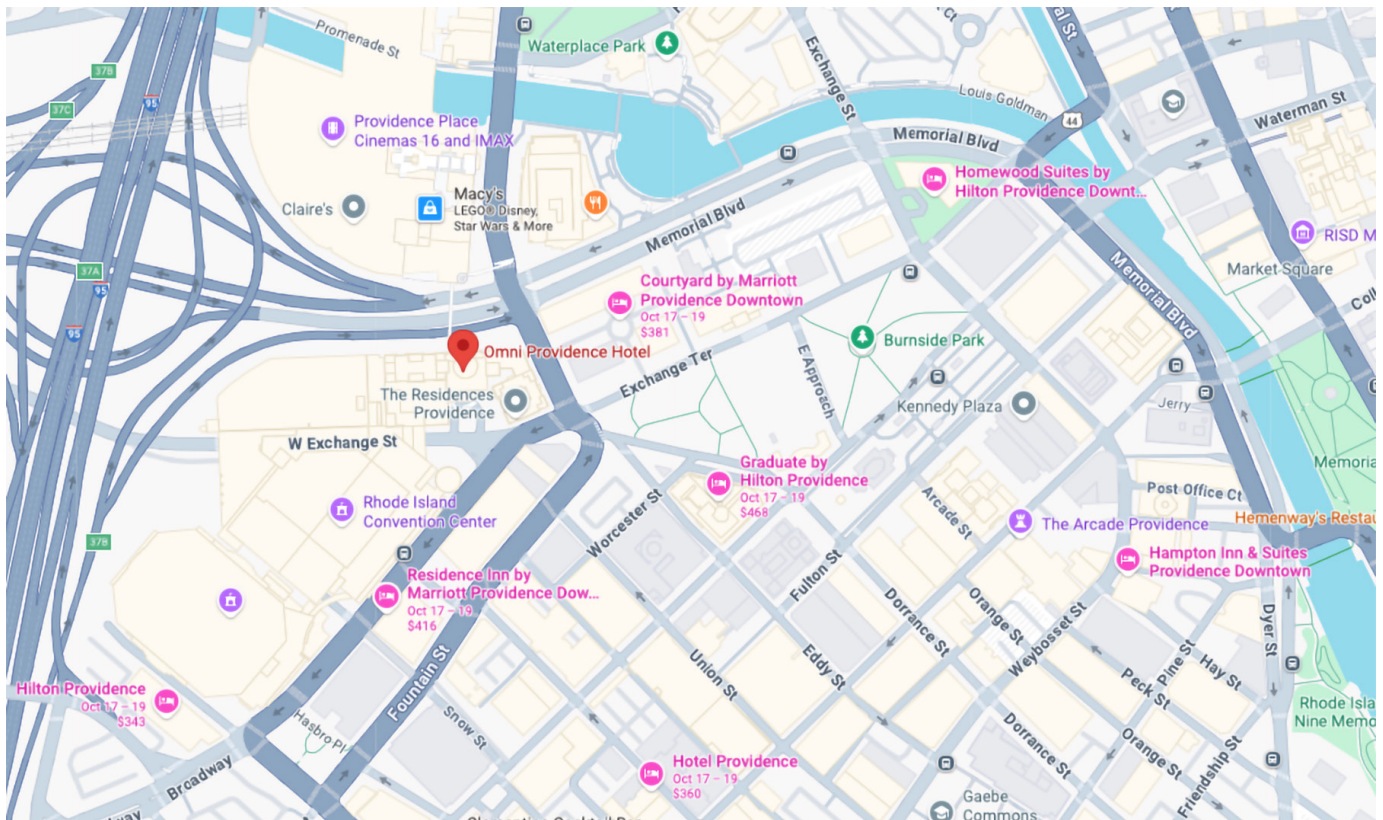 Promenade St
37B
37C
95
Waterplace Park
Exchange St
Ct
Louis Goldman
44
Waterman St
Providence Place
Cinemas 16 and IMAX
Memorial Blvd
Homewood Suites by
Hilton Providence Downt...
Claire's
Macy's
LEGO® Disney,
Star Wars & More
Memorial Blvd
RISD M
Market Square
Memorial Blvd
37A
95
95
Courtyard by Marriott
Providence Downtown
Oct 17 – 19
$381
Omni Providence Hotel
The Residences
Providence
Exchange Ter
E Approach
Burnside Park
Kennedy Plaza
Jerry
W Exchange St
Memoria
Graduate by
Hilton Providence
Oct 17 – 19
$468
Rhode Island
Convention Center
Worcester St
Arcade St
Post Office Ct
The Arcade Providence
Hemenway's Restau
37B
Hampton Inn & Suites
Providence Downtown
Residence Inn by
Marriott Providence Dow...
Oct 17 – 19
$416
Fulton St
Dorrance St
Orange St
Weybosset St
Dyer St
Fountain St
Union St
Eddy St
Peck St
Pine St
Hay St
Hilton Providence
Oct 17 – 19
$343
Hasbro Pl
Snow St
Dorrance St
Orange St
Friendship St
Rhode Isla
Nine Memo
Broadway
Hotel Providence
Oct 17 – 19
$360
Gaebe
Commons